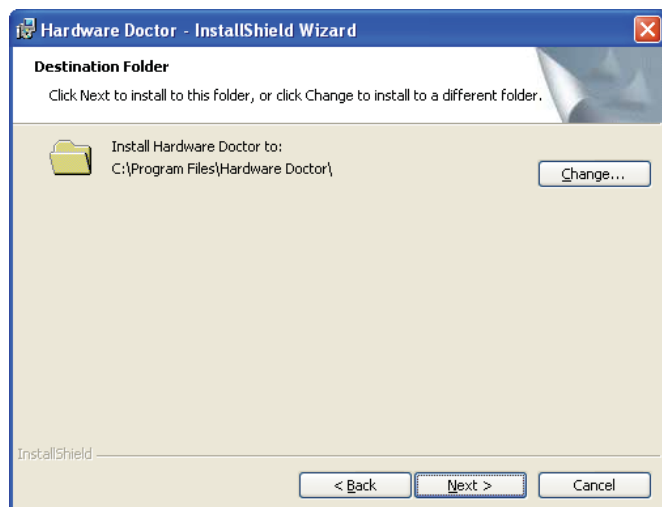 Hardware Doctor - InstallShield Wizard
Destination Folder
Click Next to install to this folder, or click Change to install to a different folder.
Install Hardware Doctor to:
C:\Program Files\Hardware Doctor\
Change...
InstallShield
< Back
Next >
Cancel